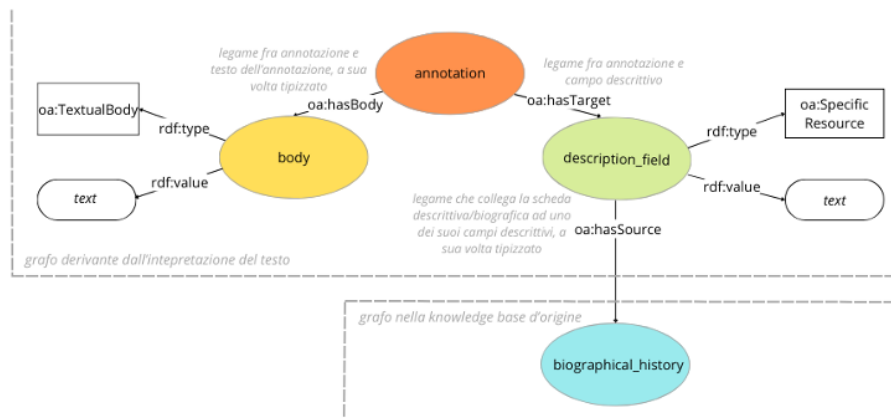 legame fra annotazione e
testo dell'annotazione, a sua
volta tipizzato
annotation
legame fra annotazione e
campo descrittivo
oa:hasBody
oa:hasTarget
oa:TextualBody
rdf:type
body
rdf:value
text
description_field
rdf:type
oa:Specific
Resource
rdf:value
text
legame che collega la scheda
descrittiva/biografica ad uno
dei suoi campi descrittivi, a
sua volta tipizzato
oa:hasSource
grafo derivante dall'intepretazione del testo
grafo nella knowledge base d'origine
biographical_history